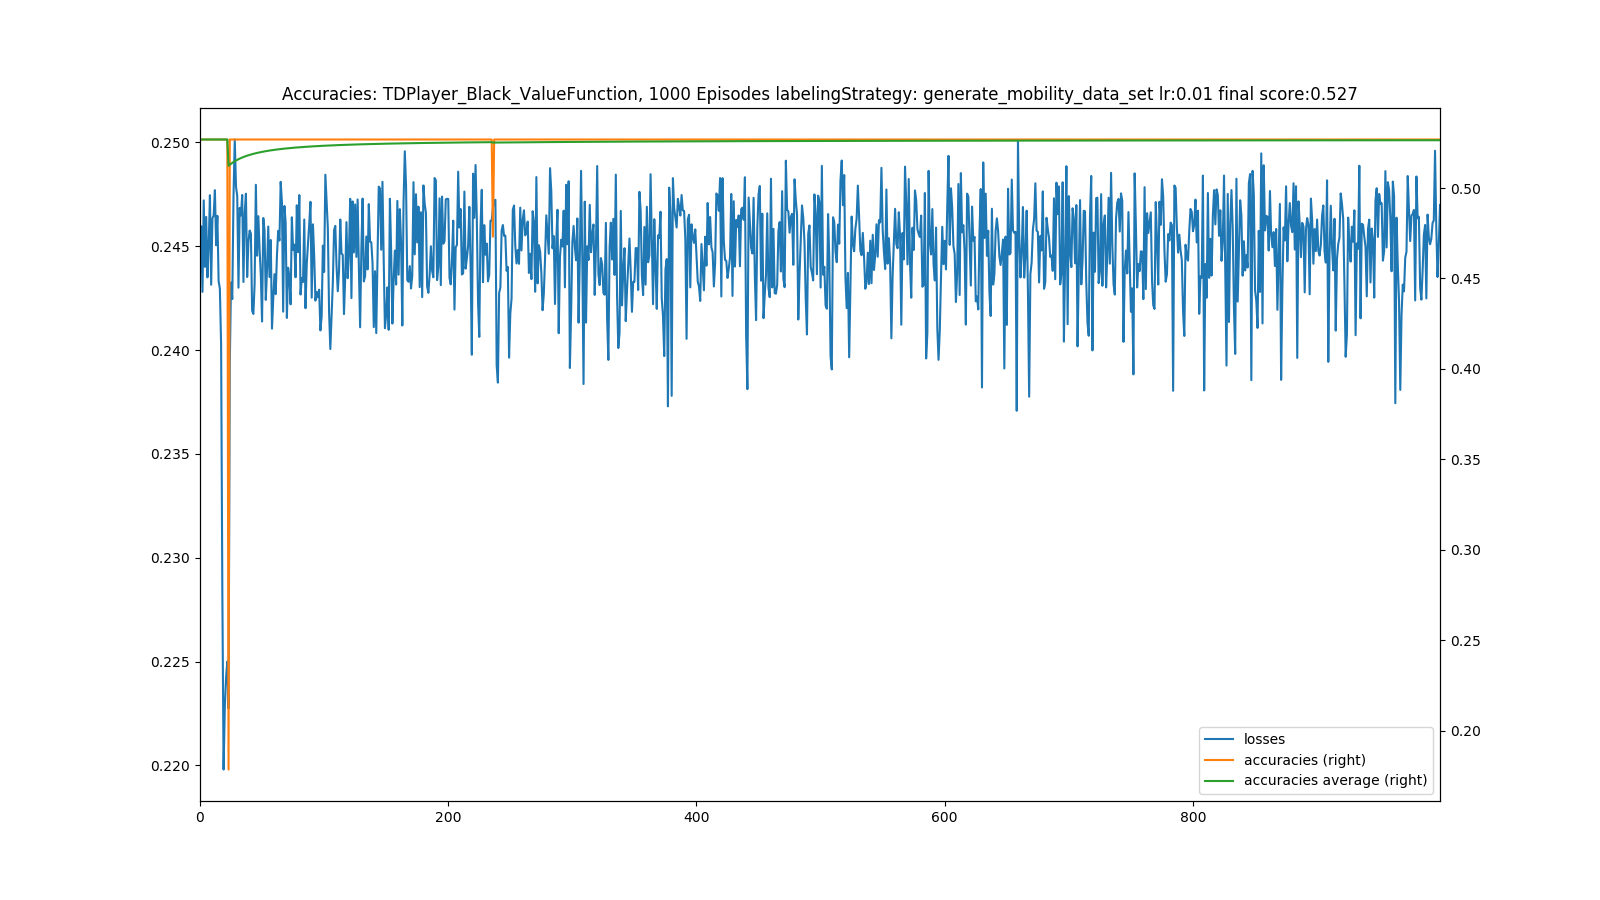 Accuracies: TDPlayer_Black_ValueFunction, 1000 Episodes labelingStrategy: generate_mobility_data_set lr:0.01 final score:0.527
0.250
0.245
0.240
0.235
0.230
0.225
0.220
0.50
0.45
0.40
0.35
0.30
0.25
0.20
losses
accuracies (right)
accuracies average (right)
0 200 400 600 800